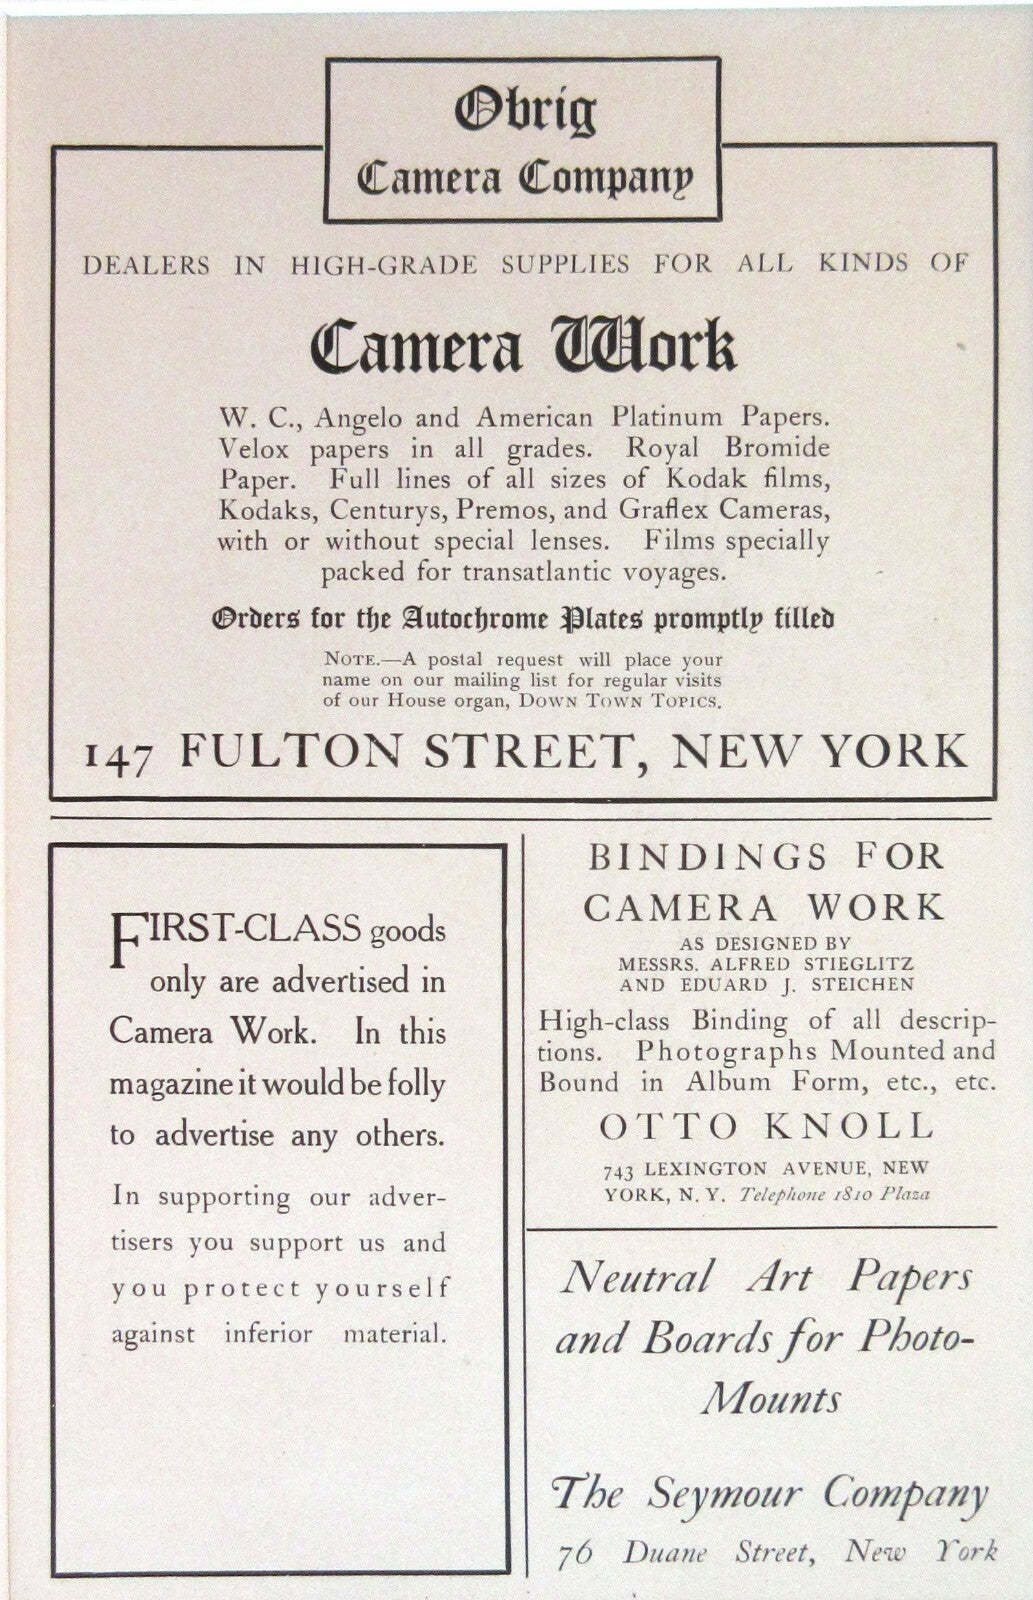 Obrig
Camera Company
DEALERS IN HIGH-GRADE SUPPLIES FOR ALL KINDS OF
Camera Work
W. C., Angelo and American Platinum Papers.
Velox papers in all grades. Royal Bromide
Paper. Full lines of all sizes of Kodak films,
Kodaks, Centurys, Premos, and Graflex Cameras,
with or without special lenses. Films specially
packed for transatlantic voyages.
Orders for the Autochrome Plates promptly filled
NOTE.—A postal request will place your
name on our mailing list for regular visits
of our House organ, DOWN TOWN TOPICS.
147 FULTON STREET, NEW YORK
FIRST-CLASS goods
only are advertised in
Camera Work. In this
magazine it would be folly
to advertise any others.
In supporting our adver-
tisers you support us and
you protect yourself
against inferior material.
BINDINGS FOR
CAMERA WORK
AS DESIGNED BY
MESSRS. ALFRED STIEGLITZ
AND EDUARD J. STEICHEN
High-class Binding of all descrip-
tions. Photographs Mounted and
Bound in Album Form, etc., etc.
OTTO KNOLL
743 LEXINGTON AVENUE, NEW
YORK, N. Y. Telephone 1810 Plaza
Neutral Art Papers
and Boards for Photo-
Mounts
The Seymour Company
76 Duane Street, New York